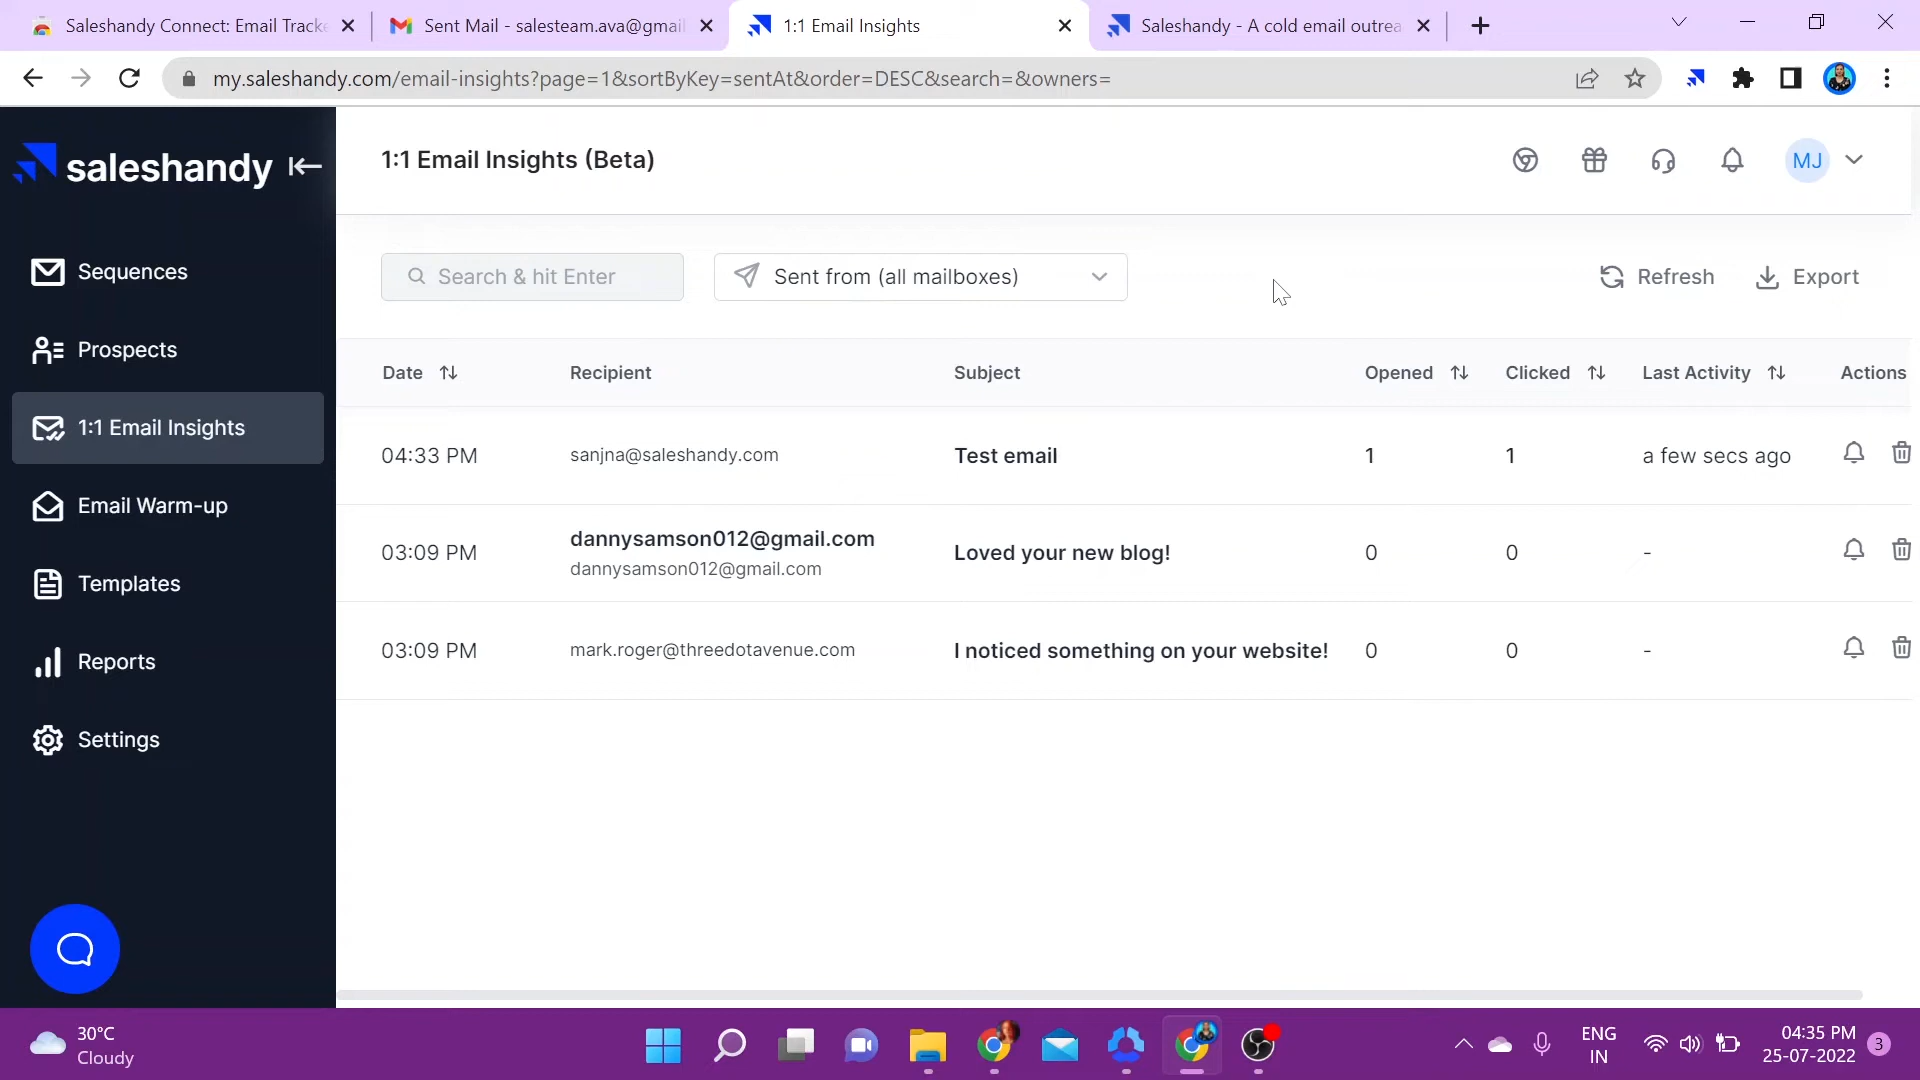 Saleshandy Connect: Email Tracke
Sent Mail - salesteam.ava@gmail
1:1 Email Insights
Saleshandy - A cold email outrea
my.saleshandy.com/email-insights?page=1&sortByKey=sentAt&order=DESC&search=&owners=
saleshandy
1:1 Email Insights (Beta)
MJ
Sequences
Prospects
1:1 Email Insights
Email Warm-up
Templates
Reports
Settings
Search & hit Enter
Sent from (all mailboxes)
Refresh
Export
Date Recipient Subject Opened Clicked Last Activity Actions
04:33 PM sanjna@saleshandy.com Test email 1 1 a few secs ago
03:09 PM dannysamson012@gmail.com Loved your new blog! 0 0 -
dannysamson012@gmail.com
03:09 PM mark.roger@threedotavenue.com I noticed something on your website! 0 0 -
30°C
Cloudy
ENG
IN
04:35 PM
25-07-2022
3